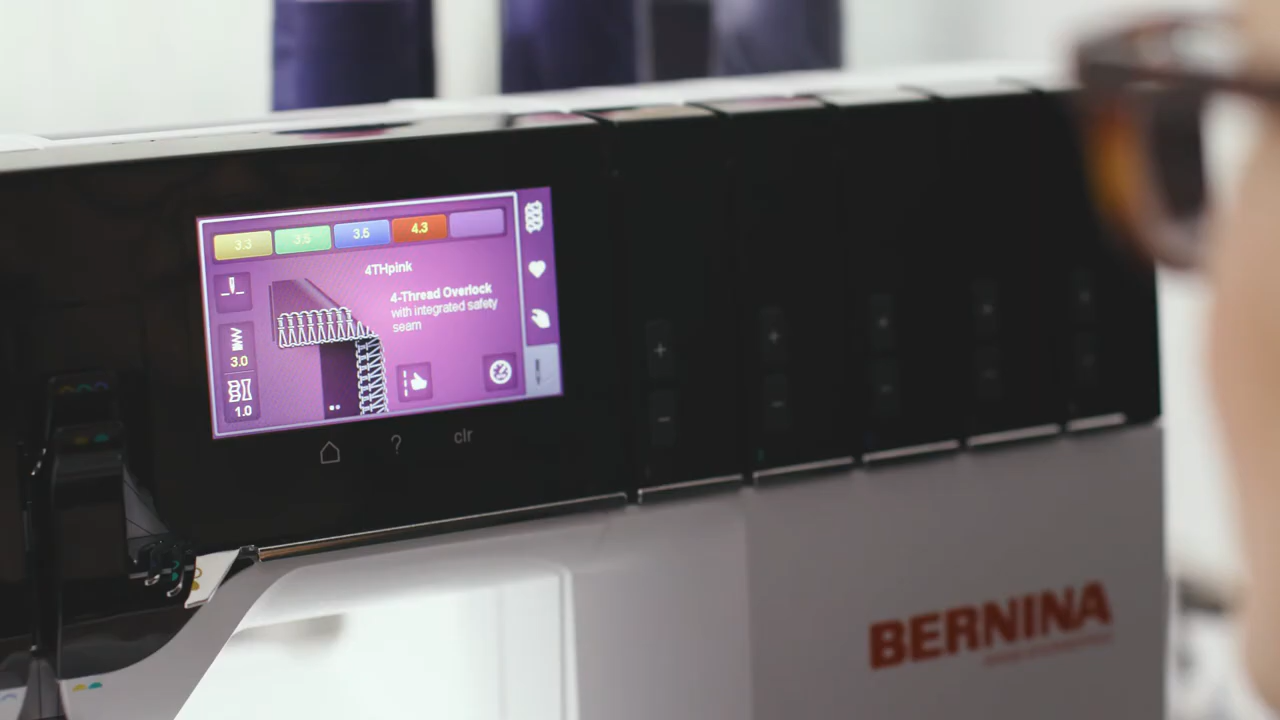 3.3
3.5
3.5
4.3
4THpink
4-Thread Overlock
with integrated safety
seam
3.0
1.0
?
clr
+
−
+
−
+
+
+
BERNINA